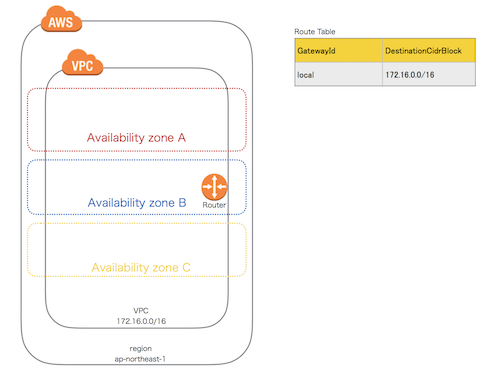 AWS
VPC
Availability zone A
Availability zone B
Router
Availability zone C
VPC
172.16.0.0/16
region
ap-northeast-1
Route Table
GatewayId DestinationCidrBlock
local 172.16.0.0/16